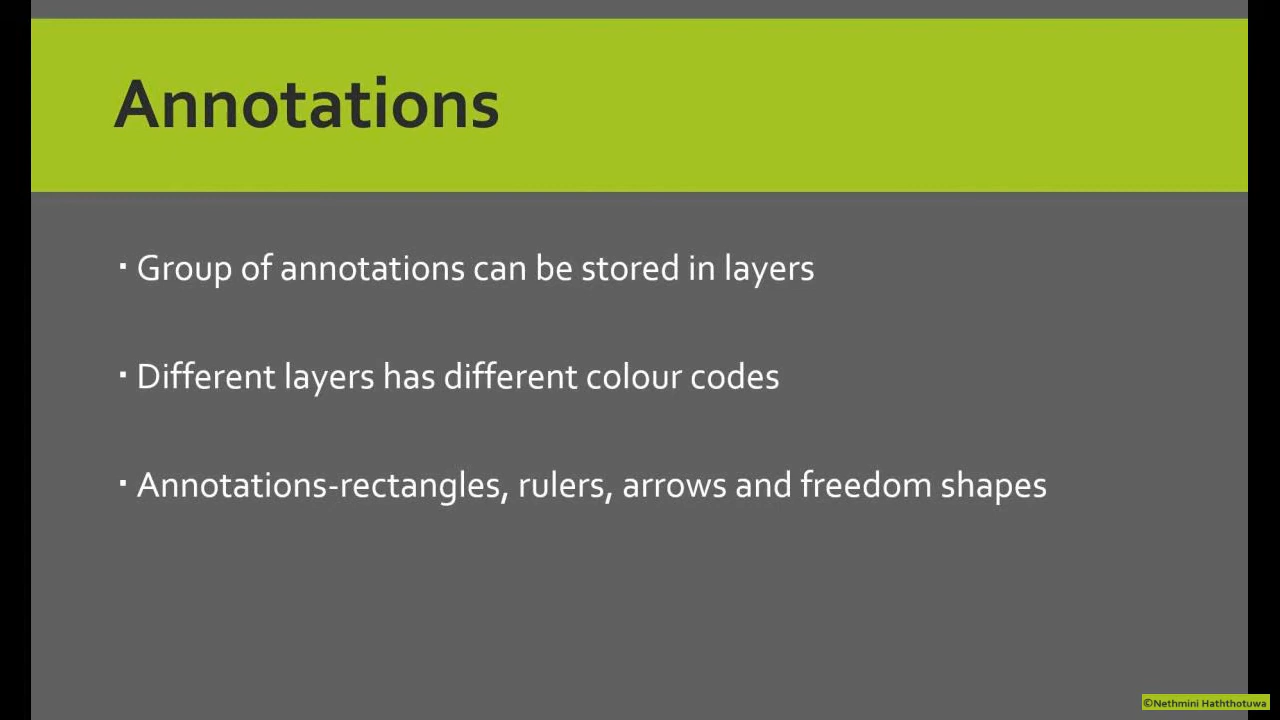 Annotations
▪ Group of annotations can be stored in layers
▪ Different layers has different colour codes
▪ Annotations-rectangles, rulers, arrows and freedom shapes
©Nethmini Haththotuwa